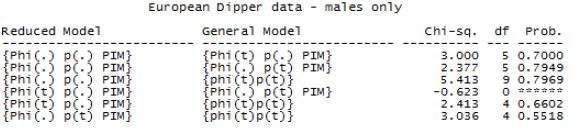 European Dipper data - males only
Reduced Model General Model Chi-sq. df Prob.
{Phi(.) p(.) PIM} {Phi(t) p(.) PIM} 3.000 5 0.7000
{Phi(.) p(.) PIM} {Phi(.) p(t) PIM} 2.377 5 0.7949
{Phi(.) p(.) PIM} {phi(t)p(t)} 5.413 9 0.7969
{Phi(t) p(.) PIM} {Phi(.) p(t) PIM} -0.623 0 ******
{Phi(t) p(.) PIM} {phi(t)p(t)} 2.413 4 0.6602
{Phi(.) p(t) PIM} {phi(t)p(t)} 3.036 4 0.5518